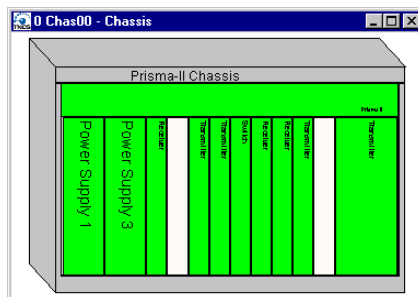 0 Chas00 - Chassis
TNCS
Prisma-II Chassis
Prisma II
Power Supply 1
Power Supply 3
Receiver
Transmitter
Transmitter
Switch
Receiver
Receiver
Transmitter
Transmitter